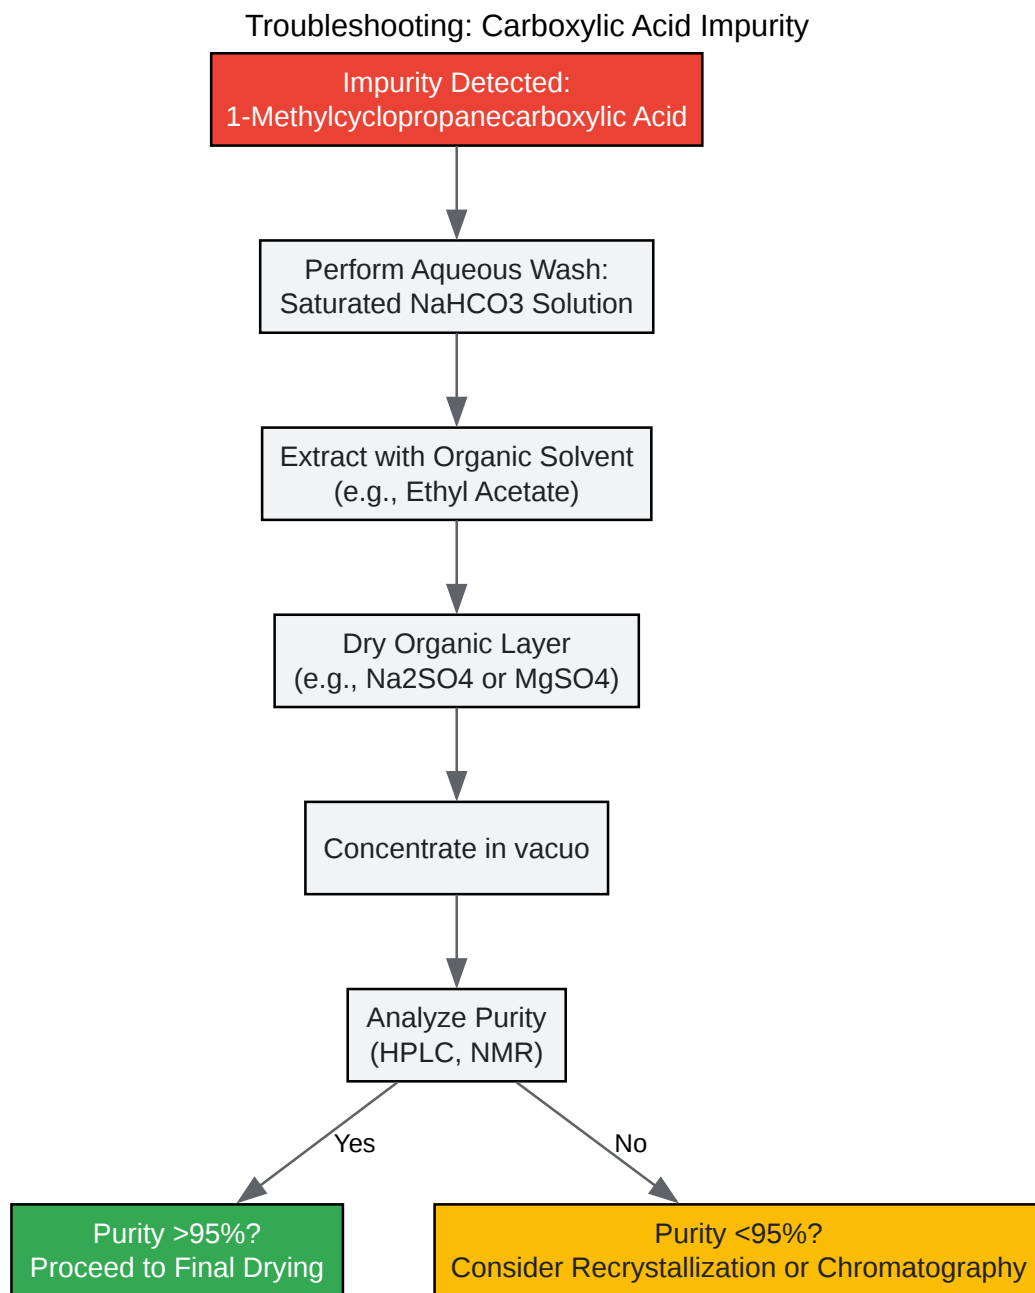 Troubleshooting: Carboxylic Acid Impurity
Impurity Detected:
1-Methylcyclopropanecarboxylic Acid
Perform Aqueous Wash:
Saturated NaHCO3 Solution
Extract with Organic Solvent
(e.g., Ethyl Acetate)
Dry Organic Layer
(e.g., Na2SO4 or MgSO4)
Concentrate in vacuo
Analyze Purity
(HPLC, NMR)
Yes
No
Purity >95%?
Proceed to Final Drying
Purity <95%?
Consider Recrystallization or Chromatography